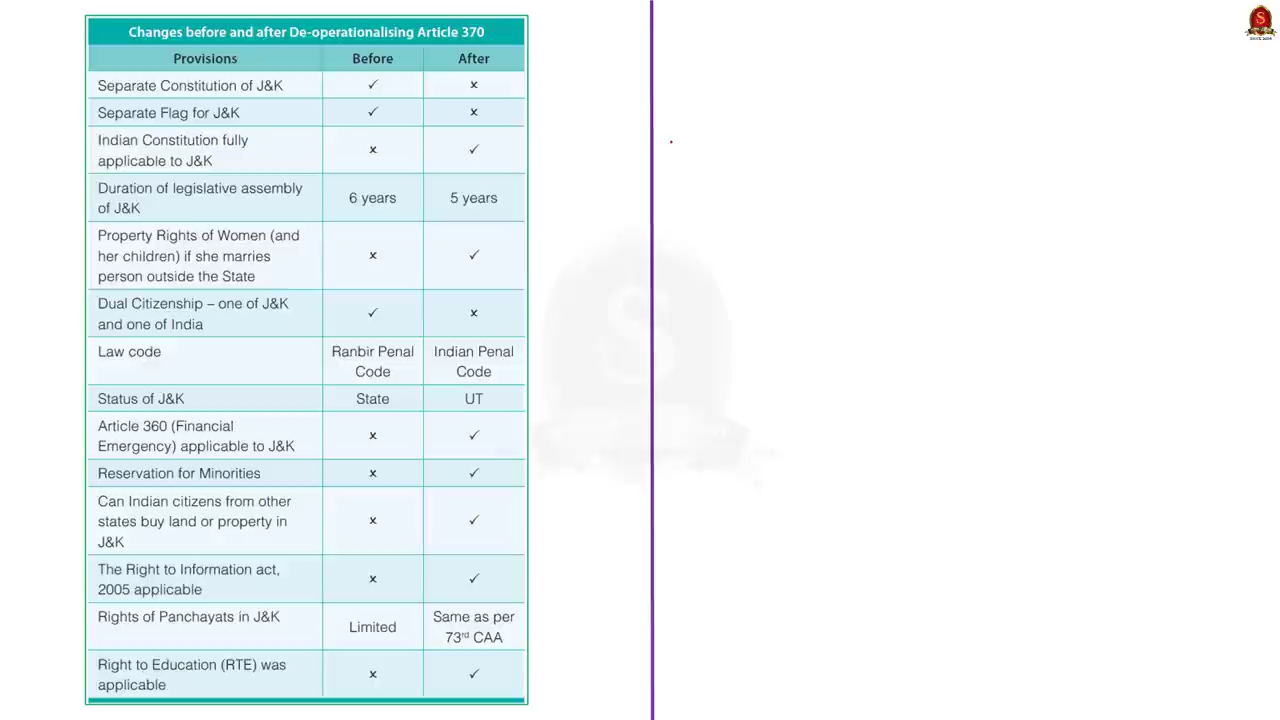 Changes before and after De-operationalising Article 370
Provisions Before After
Separate Constitution of J&K ✓ x
Separate Flag for J&K ✓ x
Indian Constitution fully
applicable to J&K x ✓
Duration of legislative assembly
of J&K 6 years 5 years
Property Rights of Women (and
her children) if she marries
person outside the State x ✓
Dual Citizenship – one of J&K
and one of India ✓ x
Law code Ranbir Penal Indian Penal
Code Code
Status of J&K State UT
Article 360 (Financial
Emergency) applicable to J&K x ✓
Reservation for Minorities x ✓
Can Indian citizens from other
states buy land or property in
J&K x ✓
The Right to Information act,
2005 applicable x ✓
Rights of Panchayats in J&K Limited Same as per
73rd CAA
Right to Education (RTE) was
applicable x ✓
S